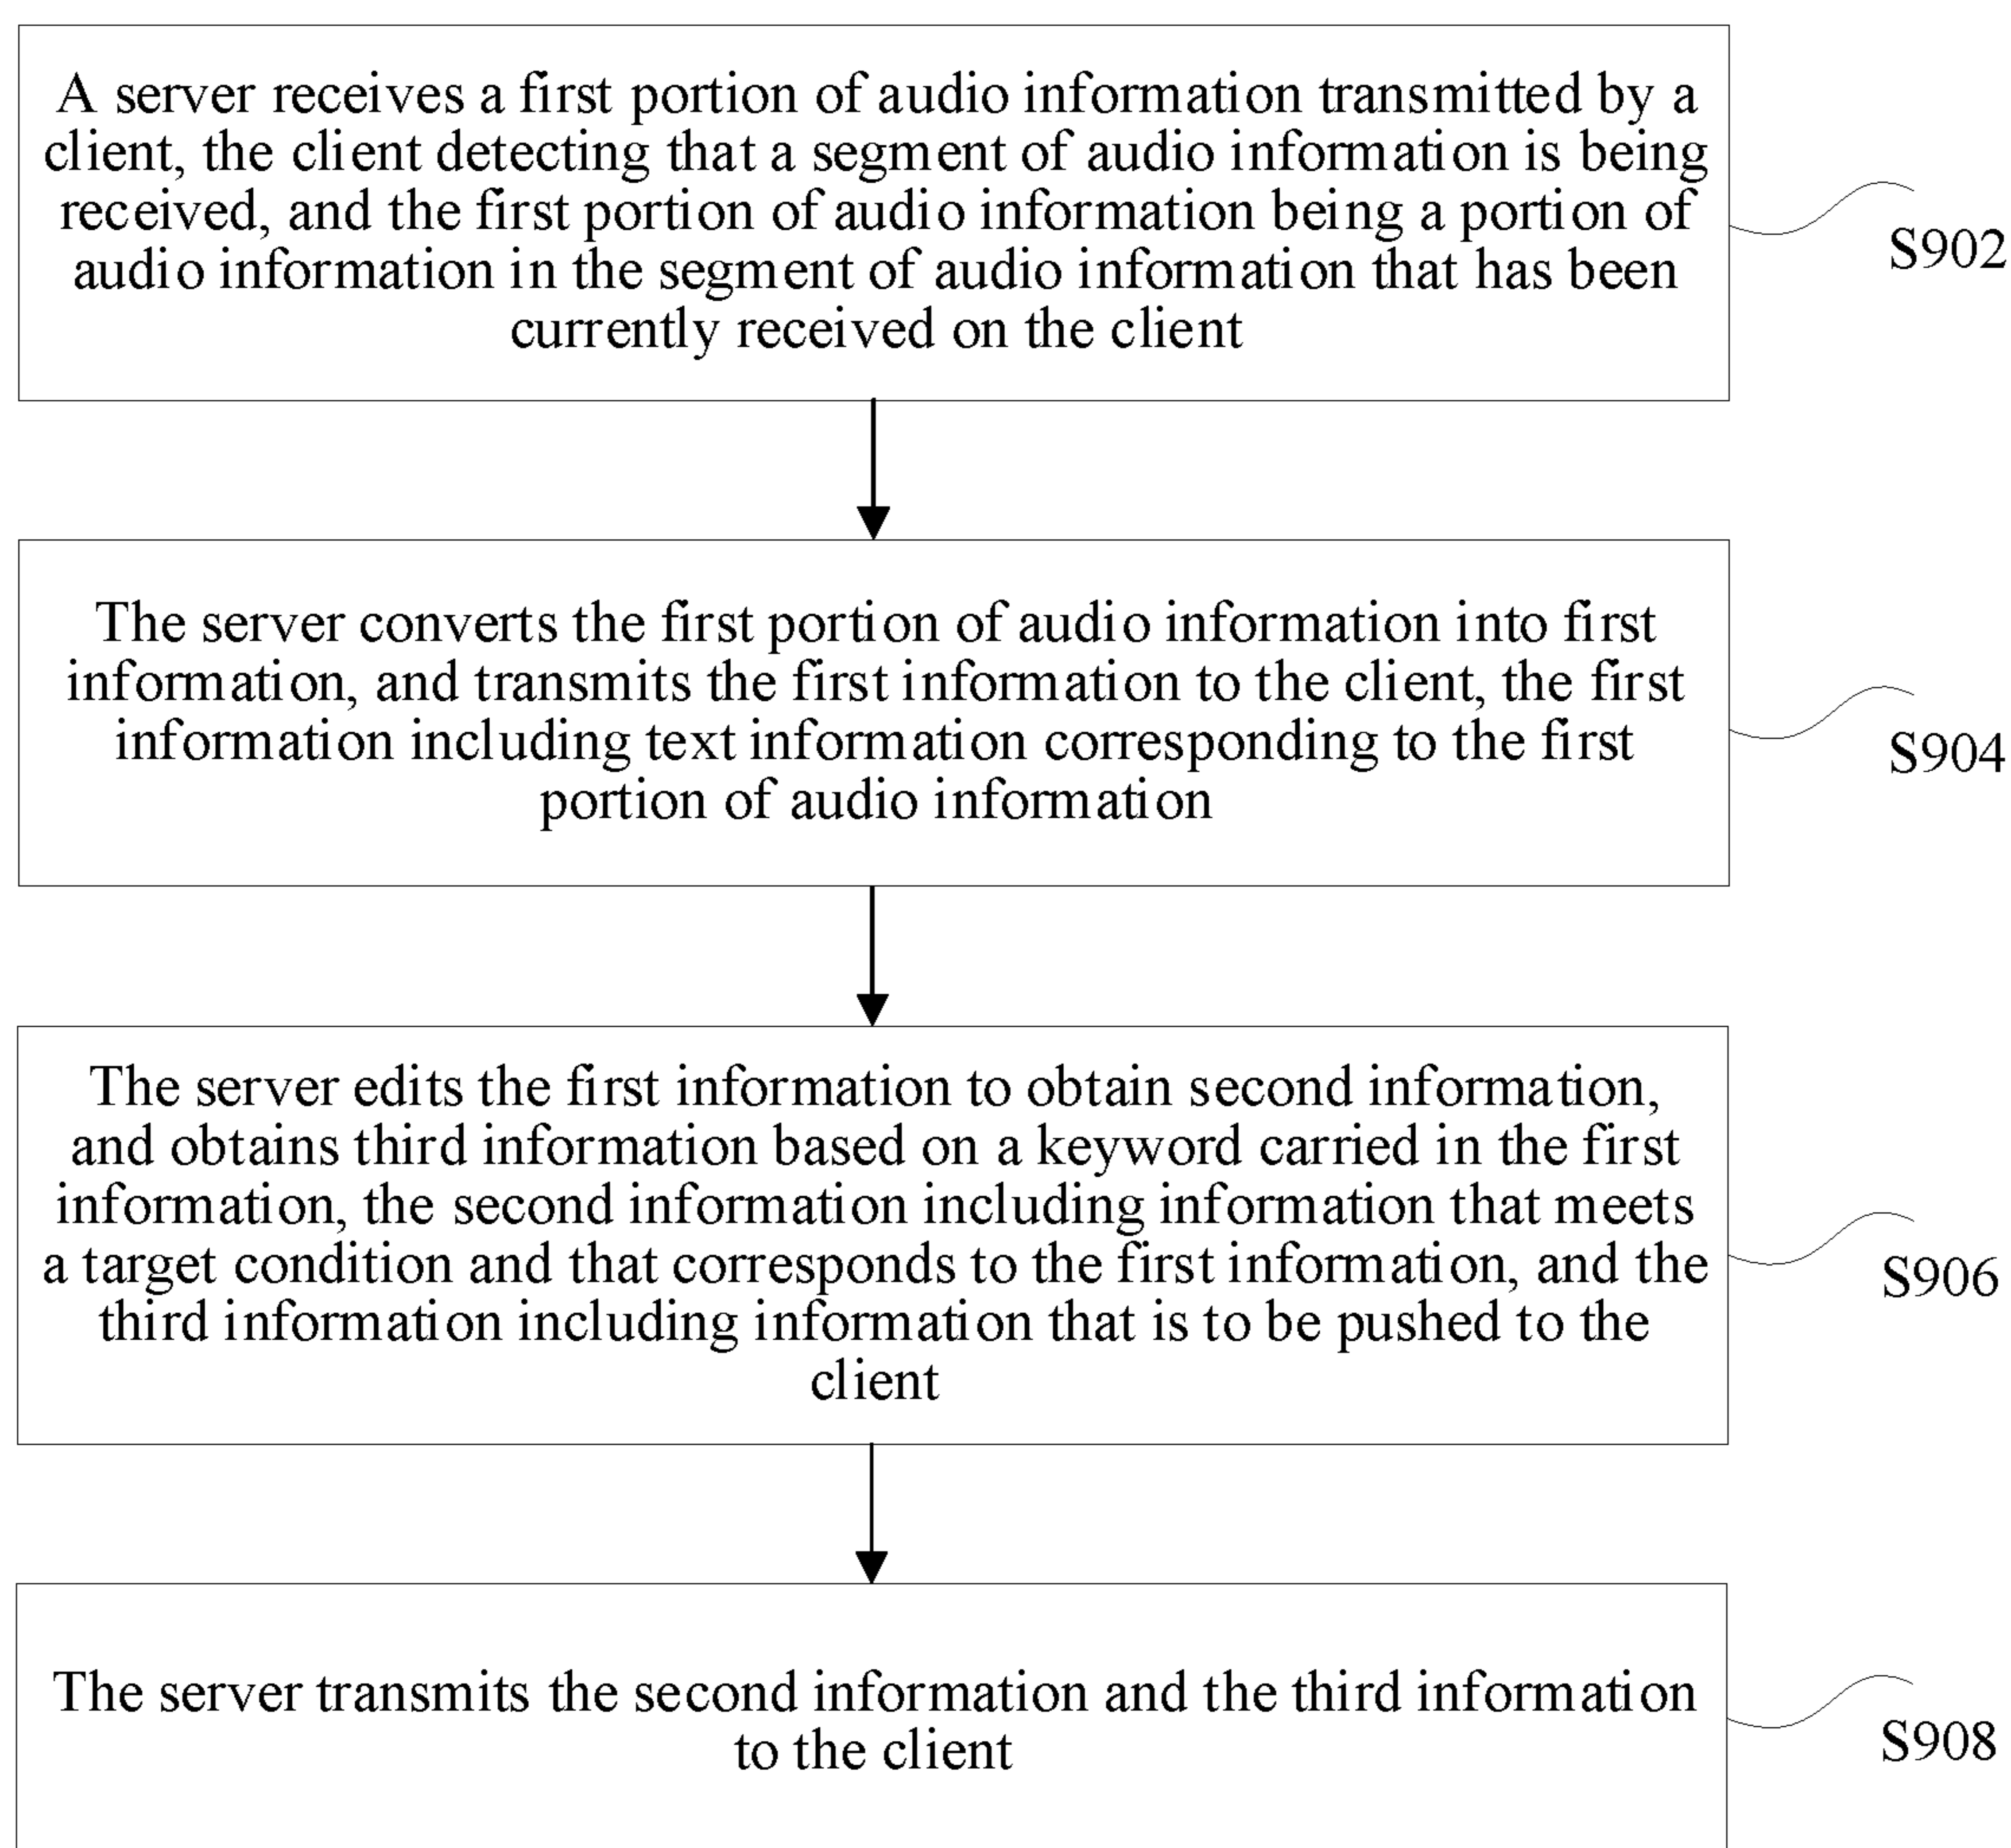 A server receives a first portion of audio information transmitted by a
client, the client detecting that a segment of audio information is being
received, and the first portion of audio information being a portion of
audio information in the segment of audio information that has been
currently received on the client
S902
The server converts the first portion of audio information into first
information, and transmits the first information to the client, the first
information including text information corresponding to the first
portion of audio information
S904
The server edits the first information to obtain second information,
and obtains third information based on a keyword carried in the first
information, the second information including information that meets
a target condition and that corresponds to the first information, and the
third information including information that is to be pushed to the
client
S906
The server transmits the second information and the third information
to the client
S908